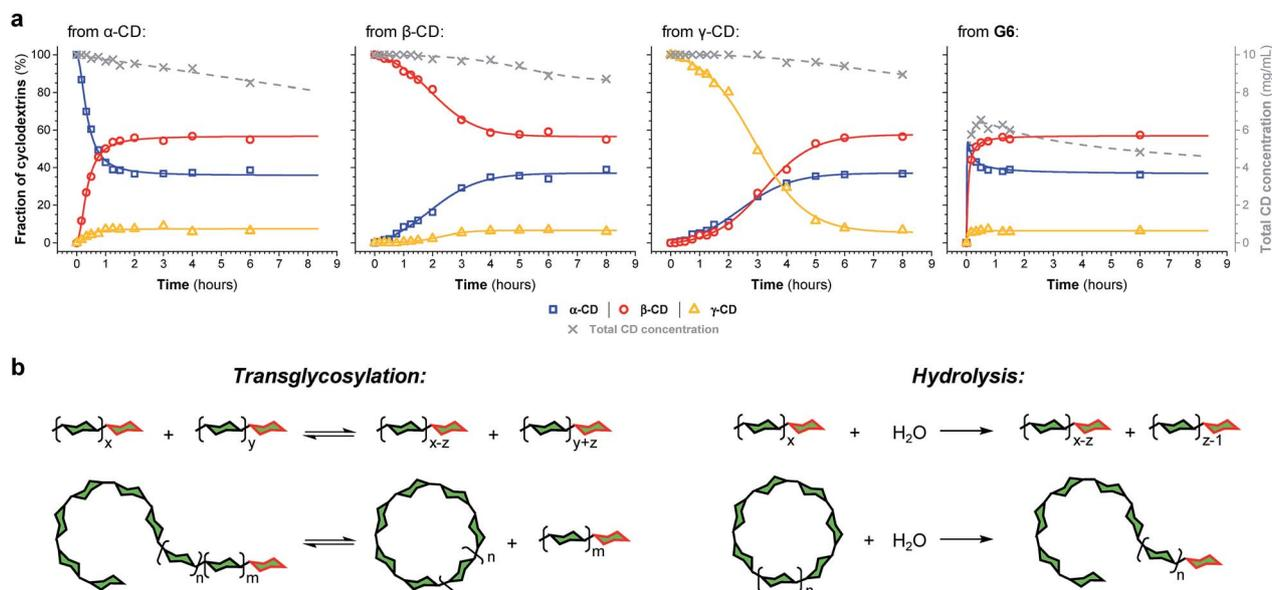 a
from α-CD: from β-CD: from γ-CD: from G6:
Fraction of cyclodextrins (%)
100 80 60 40 20 0
10 8 6 4 2 0
Total CD concentration (mg/mL)
0 1 2 3 4 5 6 7 8 9 0 1 2 3 4 5 6 7 8 9 0 1 2 3 4 5 6 7 8 9 0 1 2 3 4 5 6 7 8 9
Time (hours) Time (hours) Time (hours) Time (hours)
α-CD | β-CD | γ-CD
Total CD concentration
b
Transglycosylation: Hydrolysis:
x + y x-z + y+z x + H₂O x-z + z-1
n m n + m n + H₂O n